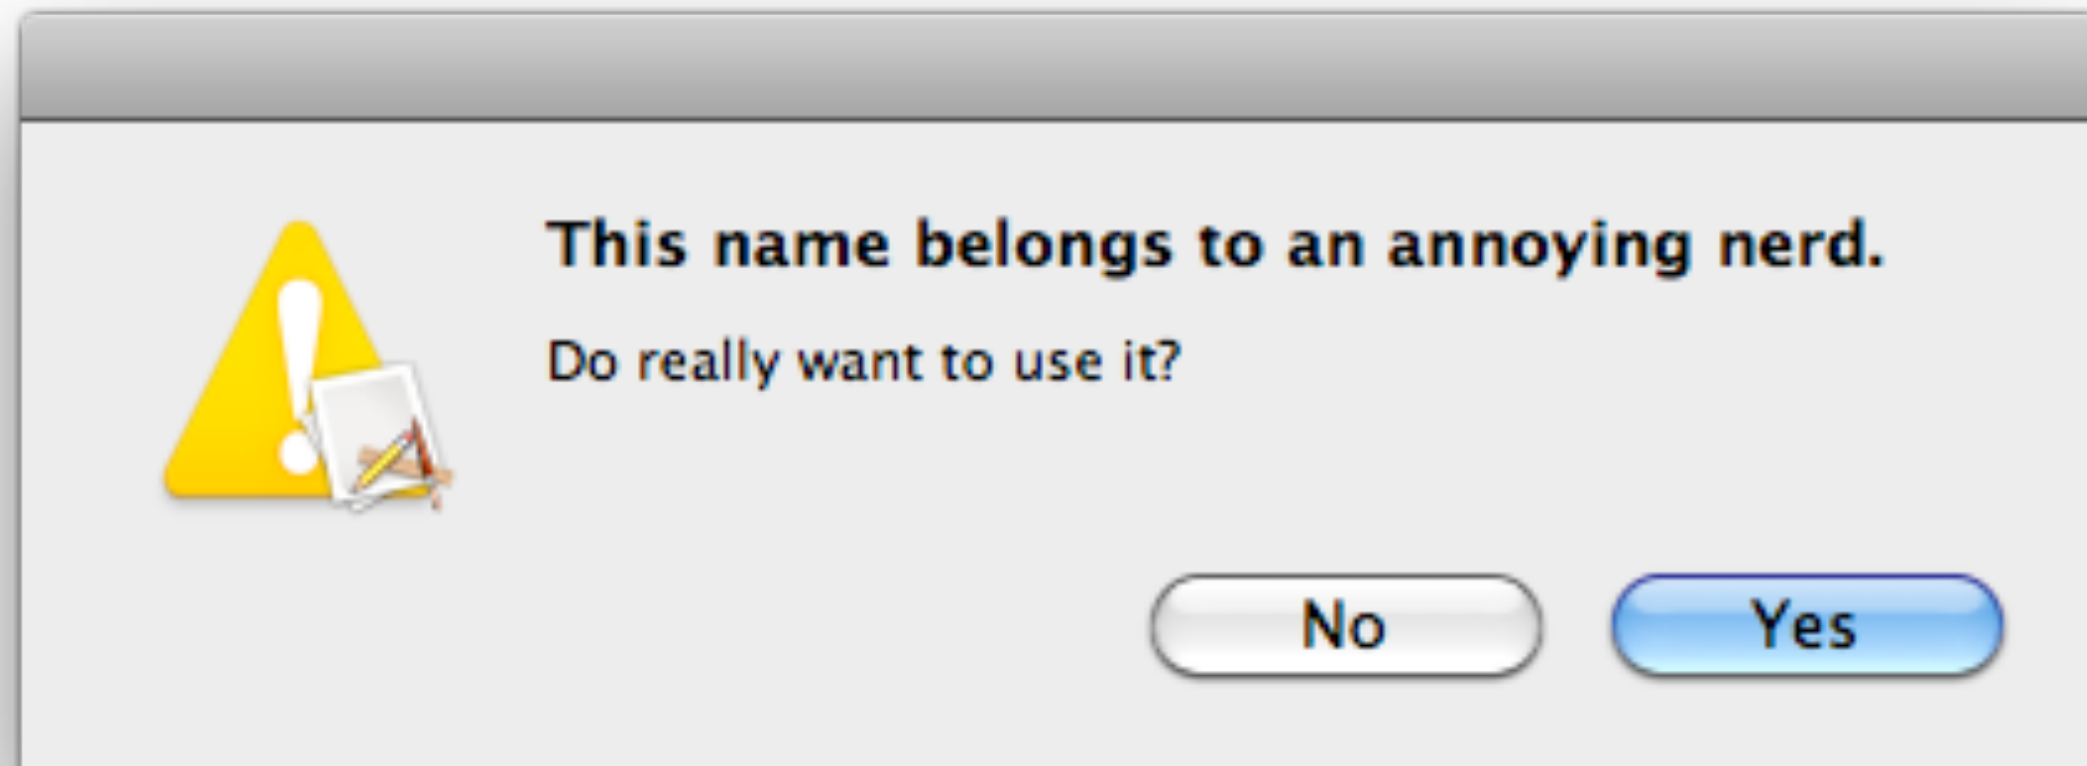 This name belongs to an annoying nerd.
Do really want to use it?
No Yes